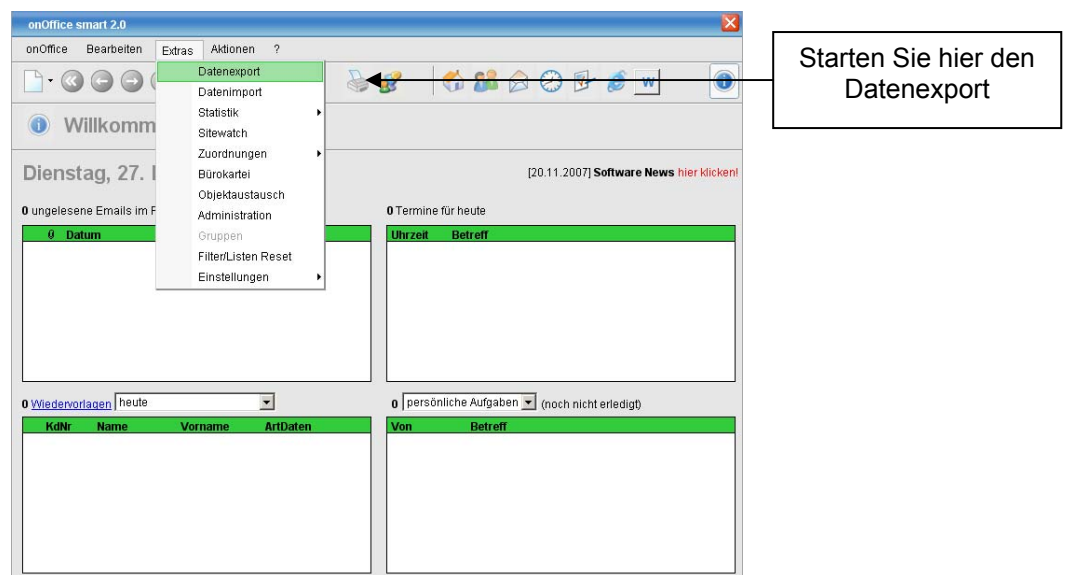 onOffice smart 2.0
onOffice Bearbeiten Extras Aktionen ?
Starten Sie hier den
Datenexport
Datenexport
Datenimport
Statistik
Sitewatch
Zuordnungen
Bürokartei
Objektaustausch
Administration
Gruppen
Filter/Listen Reset
Einstellungen
W
Willkomm
Dienstag, 27.
[20.11.2007] Software News hier klicken!
0 ungelesene Emails im
0 Termine für heute
Datum
Uhrzeit Betreff
0 Wiedervorlagen heute
0 persönliche Aufgaben (noch nicht erledigt)
KdNr Name Vorname ArtDaten
Von Betreff